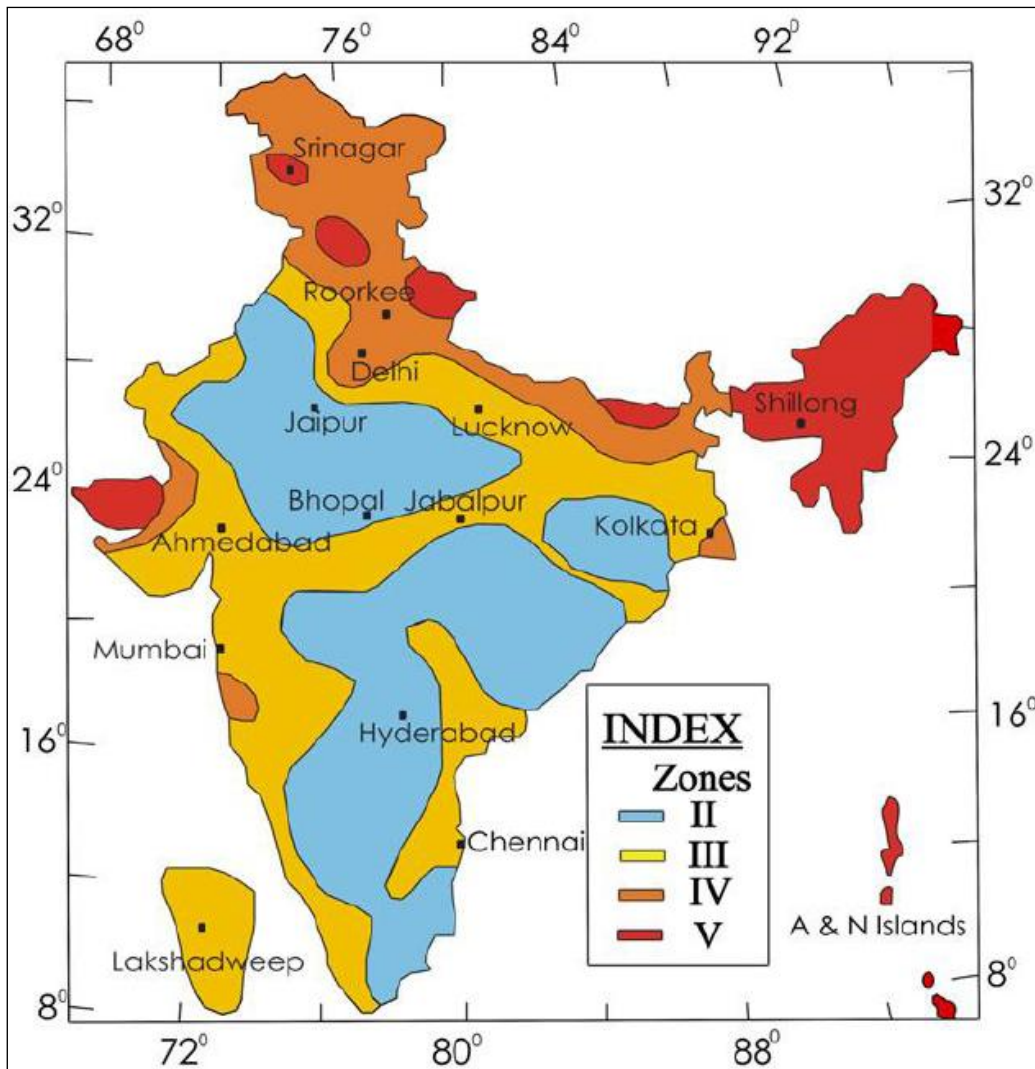 68⁰ 76⁰ 84⁰ 92⁰
Srinagar
32⁰ 32⁰
Roorkee
Delhi
Jaipur Lucknow Shillong
24⁰ 24⁰
Bhopal Jabalpur Kolkata
Ahmedabad
Mumbai
16⁰ Hyderabad 16⁰
INDEX
Zones
II
III
IV
V
Chennai
A & N Islands
Lakshadweep
8⁰ 8⁰
72⁰ 80⁰ 88⁰